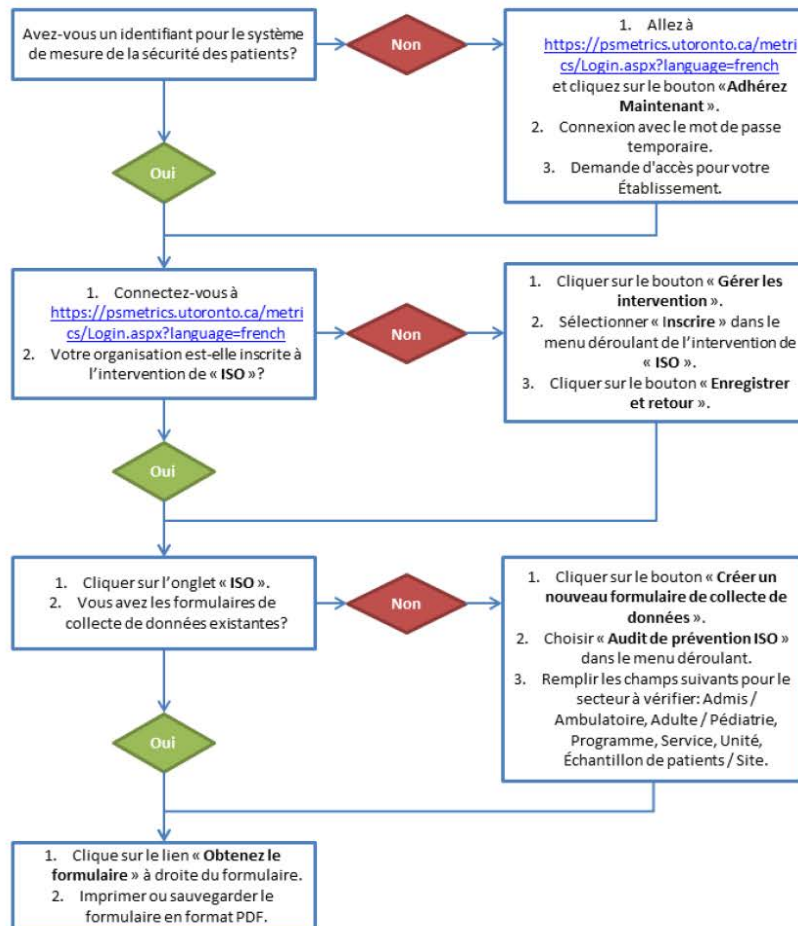 Avez-vous un identifiant pour le système
de mesure de la sécurité des patients?
Non
1. Allez à
https://psmetrics.utoronto.ca/metri
cs/Login.aspx?language=french
et cliquez sur le bouton «Adhérez
Maintenant ».
2. Connexion avec le mot de passe
temporaire.
3. Demande d'accès pour votre
Établissement.
Oui
1. Connectez-vous à
https://psmetrics.utoronto.ca/metri
cs/Login.aspx?language=french
2. Votre organisation est-elle inscrite à
l'intervention de « ISO »?
Non
1. Cliquer sur le bouton « Gérer les
intervention ».
2. Sélectionner « Inscrire » dans le
menu déroulant de l'intervention de
« ISO ».
3. Cliquer sur le bouton « Enregistrer
et retour ».
Oui
1. Cliquer sur l'onglet « ISO ».
2. Vous avez les formulaires de
collecte de données existantes?
Non
1. Cliquer sur le bouton « Créer un
nouveau formulaire de collecte de
données ».
2. Choisir « Audit de prévention ISO »
dans le menu déroulant.
3. Remplir les champs suivants pour le
secteur à vérifier: Admis /
Ambulatoire, Adulte / Pédiatrie,
Programme, Service, Unité,
Échantillon de patients / Site.
Oui
1. Clique sur le lien « Obtenez le
formulaire » à droite du formulaire.
2. Imprimer ou sauvegarder le
formulaire en format PDF.